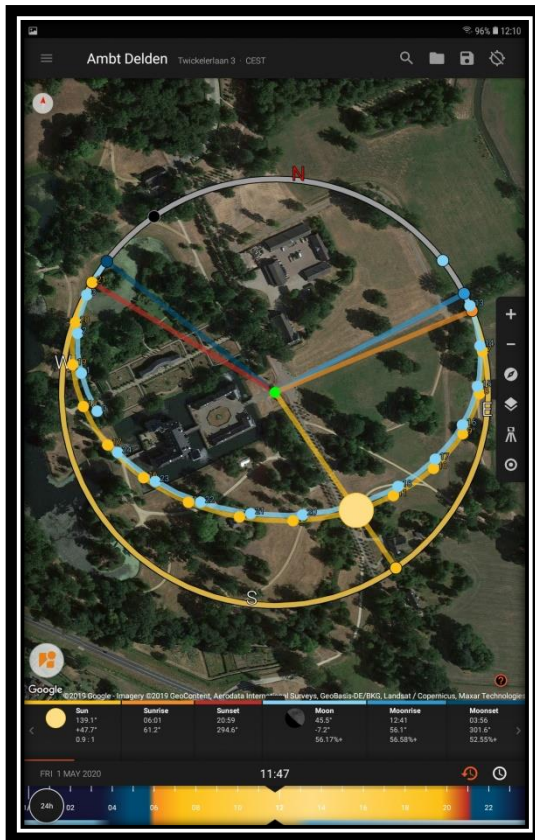 96% 12:10
Ambt Delden Twickelerlaan 3 · CEST
N
W
E
S
Google
©2019 Google - Imagery ©2019 GeoContent, Aerodata International Surveys, GeoBasis-DE/BKG, Landsat / Copernicus, Maxar Technologies
Sun Sunrise Sunset Moon Moonrise Moonset
139.1° 06:01 20:59 45.5° 12:41 03:56
+47.7° 61.2° 294.6° -7.2° 56.1° 301.6°
0.9 : 1 56.17%+ 56.58%+ 52.55%+
FRI 1 MAY 2020 11:47
24h 02 04 06 08 10 12 14 16 18 20 22